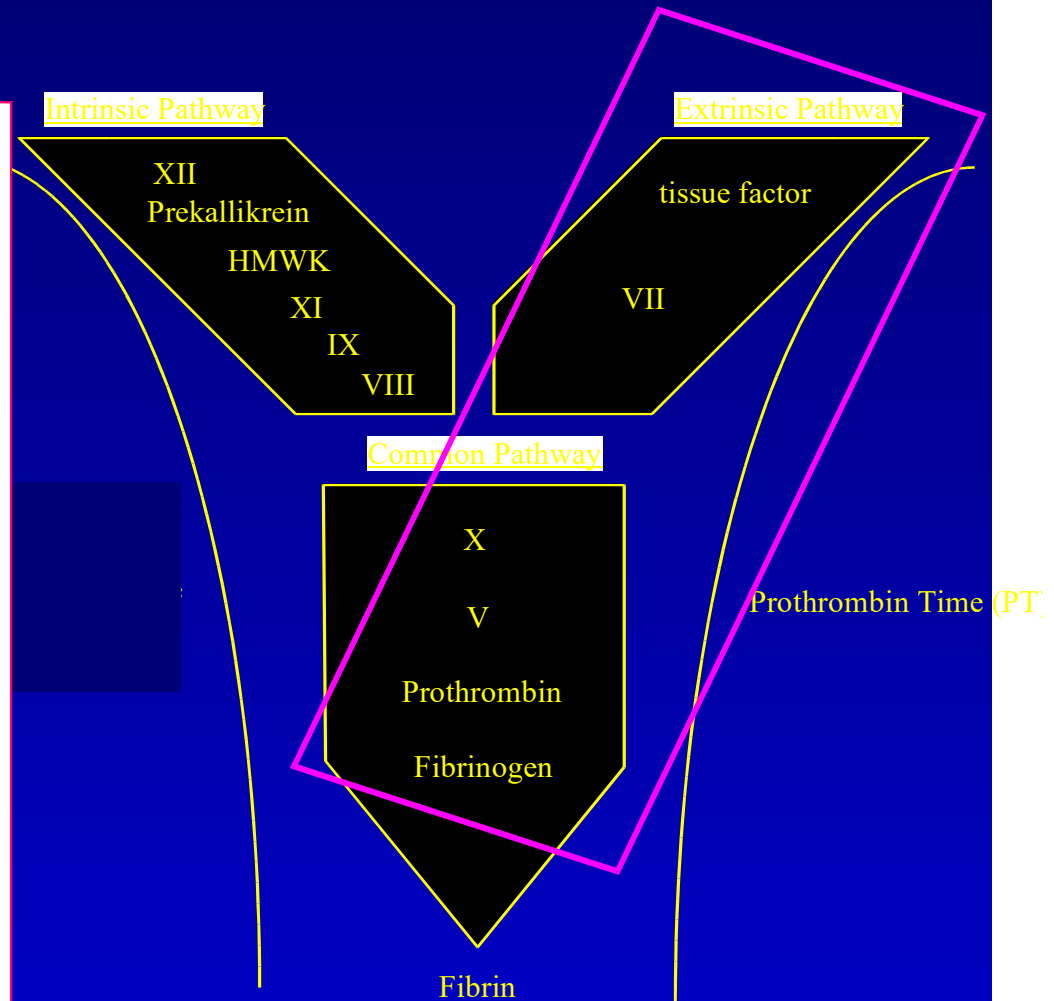 Intrinsic Pathway
Extrinsic Pathway
XII
Prekallikrein
HMWK
XI
IX
VIII
tissue factor
VII
Common Pathway
X
V
Prothrombin
Fibrinogen
Prothrombin Time (PT)
Fibrin